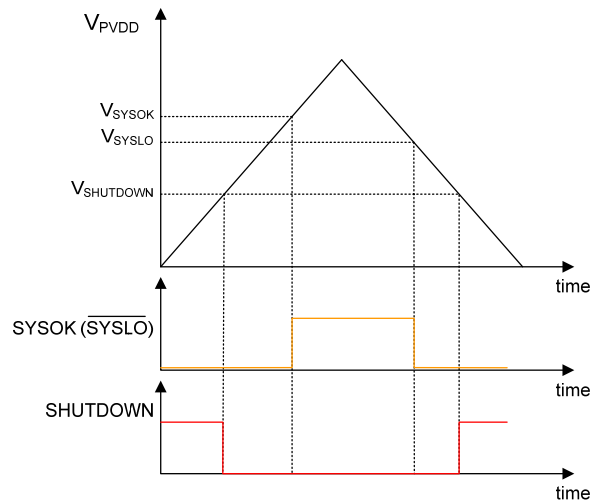 VPVDD
VSYSOK
VSYSLO
VSHUTDOWN
time
SYSOK (SYSLO)
time
SHUTDOWN
time